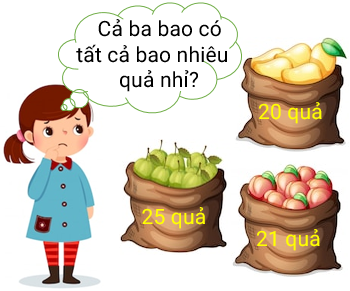 Cả ba bao có
tất cả bao nhiêu
quả nhỉ?
20 quả
25 quả
21 quả